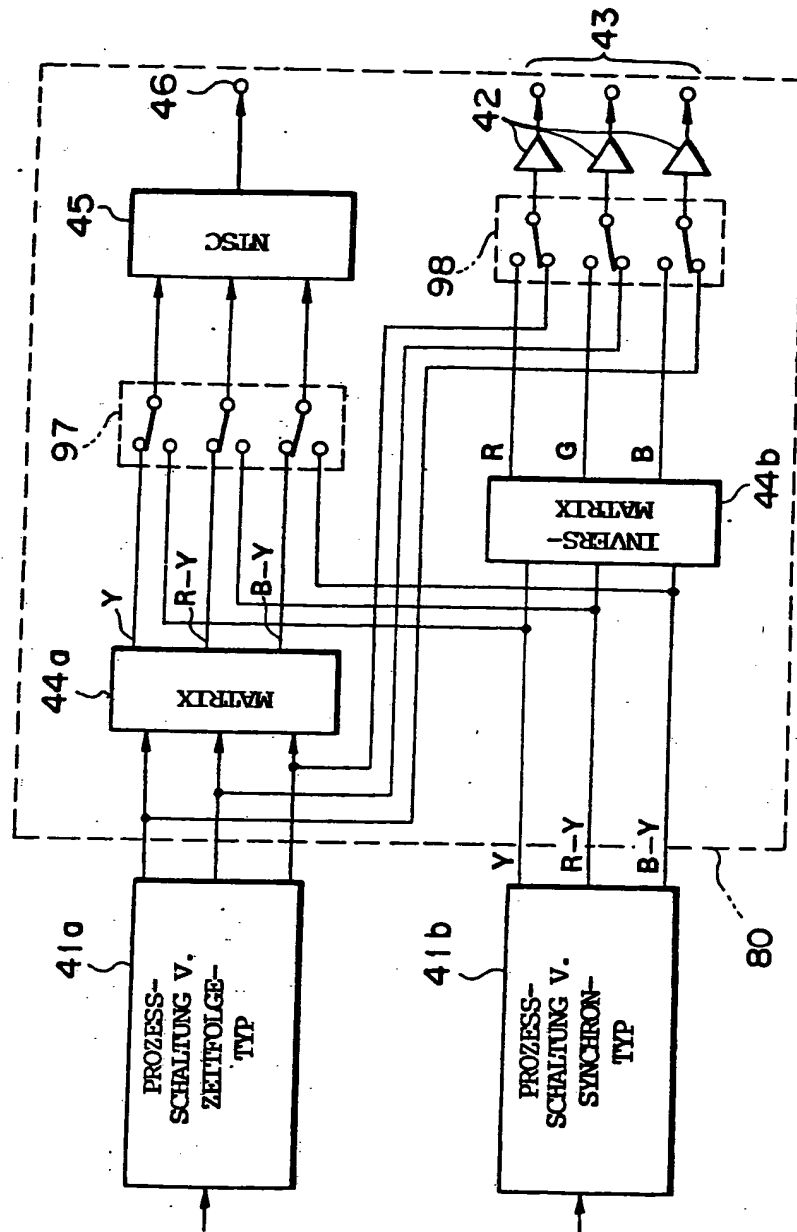 41a
PROZESS-
SCHALTUNG V.
ZEITFOLGE-
TYP
44a
MATRIX
Y
R-Y
B-Y
97
45
NTSC
46
41b
PROZESS-
SCHALTUNG V.
SYNCHRON-
TYP
Y
R-Y
B-Y
80
INVERS-
MATRIX
44b
R
G
B
98
42
43